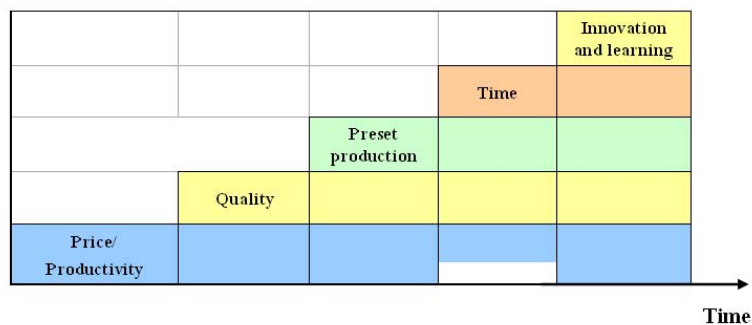 Innovation
and learning
Time
Preset
production
Quality
Price/
Productivity
Time